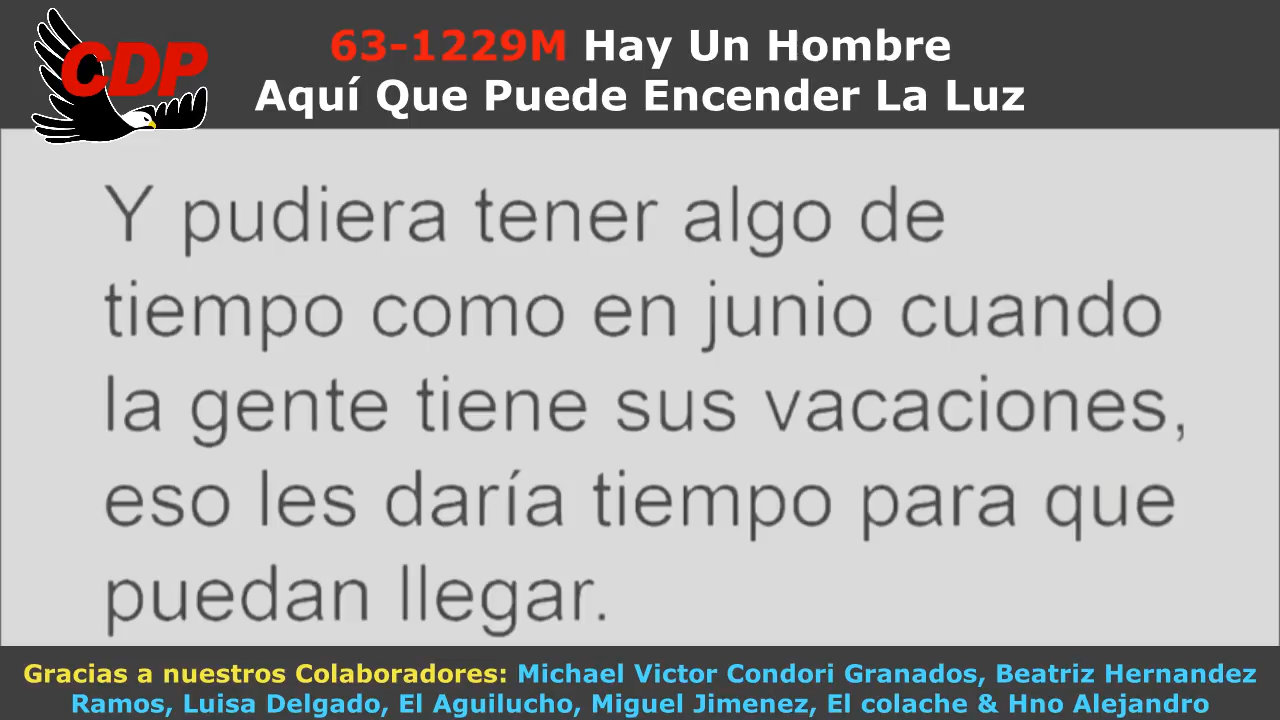 CDP
63-1229M Hay Un Hombre
Aquí Que Puede Encender La Luz
Y pudiera tener algo de
tiempo como en junio cuando
la gente tiene sus vacaciones,
eso les daría tiempo para que
puedan llegar.
Gracias a nuestros Colaboradores: Michael Victor Condori Granados, Beatriz Hernandez
Ramos, Luisa Delgado, El Aguilucho, Miguel Jimenez, El colache & Hno Alejandro